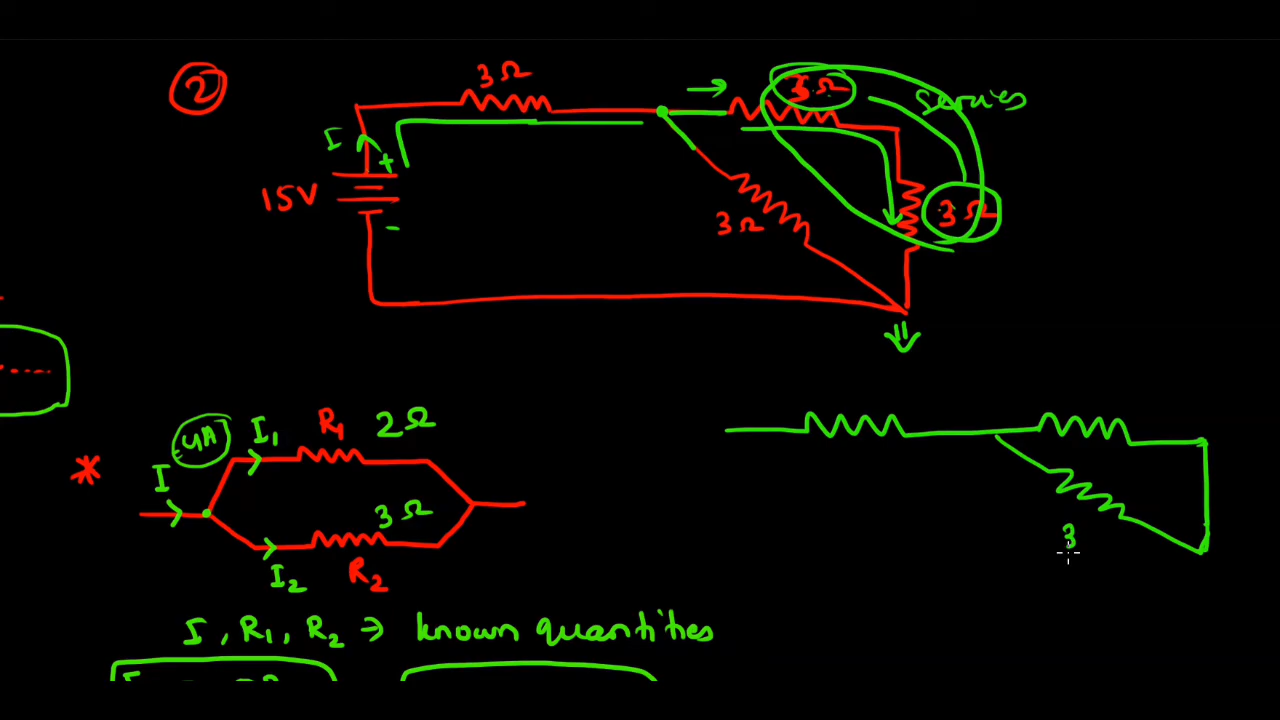 2
3Ω
3Ω
Series
I
+
15V
3Ω
3Ω
-
4A
I1
R1
2Ω
*
I
3Ω
I2
R2
3
I, R1, R2 → known quantities